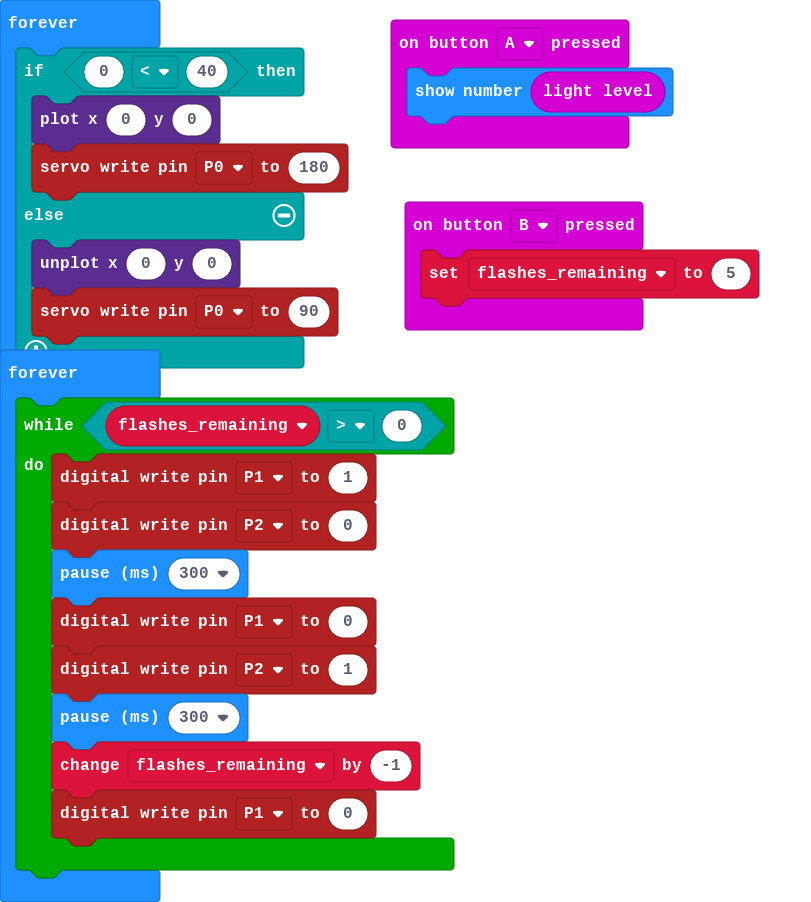 forever
if 0 < 40 then
plot x 0 y 0
servo write pin P0 to 180
else
unplot x 0 y 0
servo write pin P0 to 90
on button A pressed
show number light level
on button B pressed
set flashes_remaining to 5
forever
while flashes_remaining > 0
do
digital write pin P1 to 1
digital write pin P2 to 0
pause (ms) 300
digital write pin P1 to 0
digital write pin P2 to 1
pause (ms) 300
change flashes_remaining by -1
digital write pin P1 to 0